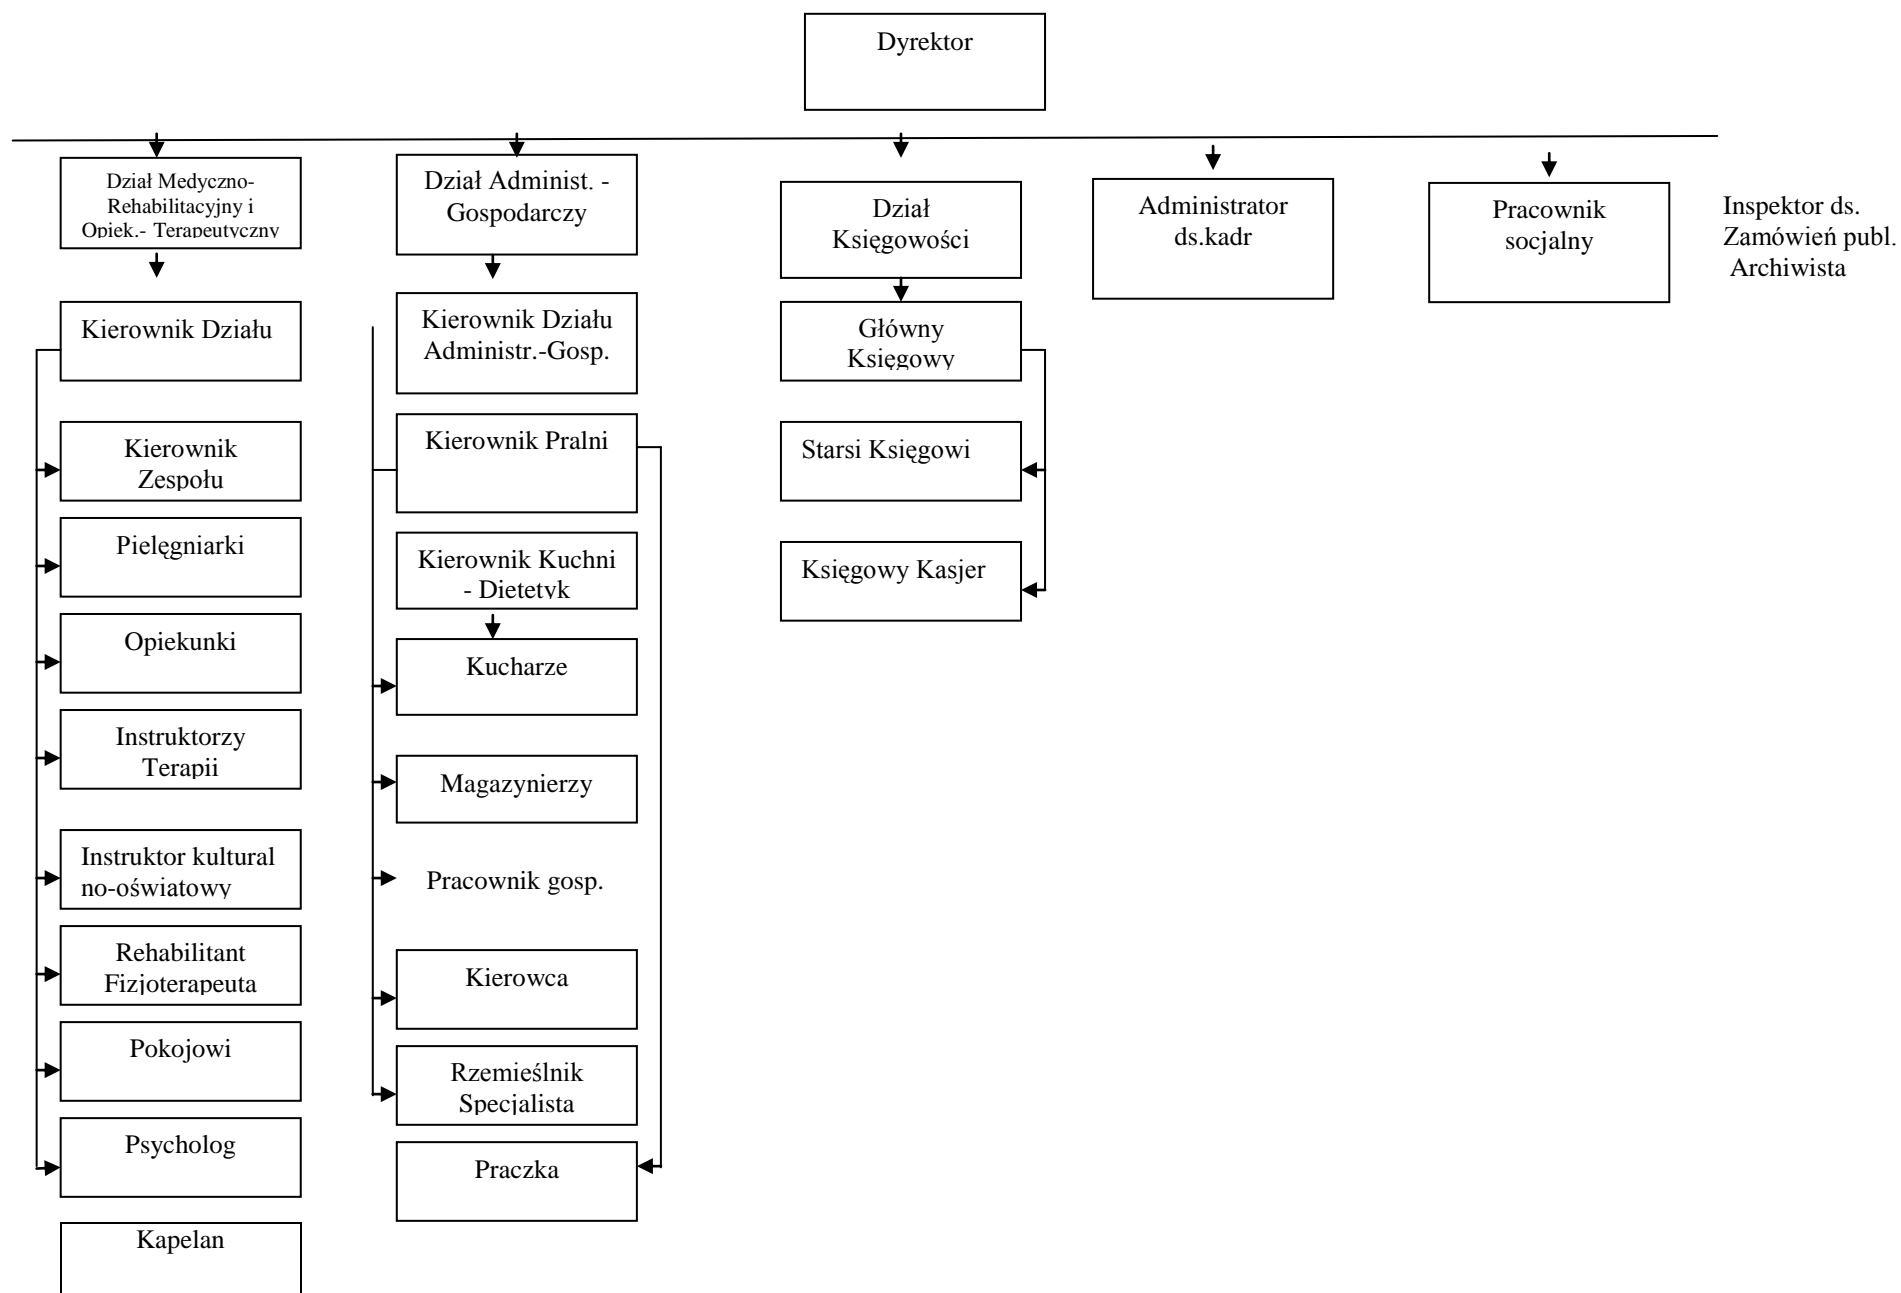 Dyrektor
Dział Medyczno-
Rehabilitacyjny i
Opiek.- Terapeutyczny
Dział Administ. -
Gospodarczy
Dział
Księgowości
Administrator
ds.kadr
Pracownik
socjalny
Inspektor ds.
Zamówień publ.
Archiwista
Kierownik Działu
Kierownik Zespołu
Pielęgniarki
Opiekunki
Instruktorzy
Terapii
Instruktor kultural
no-oświatowy
Rehabilitant
Fizjoterapeuta
Pokojowi
Psycholog
Kapelan
Kierownik Działu
Administr.-Gosp.
Kierownik Pralni
Kierownik Kuchni
- Dietetyk
Kucharze
Magazynierzy
Pracownik gosp.
Kierowca
Rzemieślnik
Specjalista
Praczka
Główny
Księgowy
Starsi Księgowi
Księgowy Kasjer